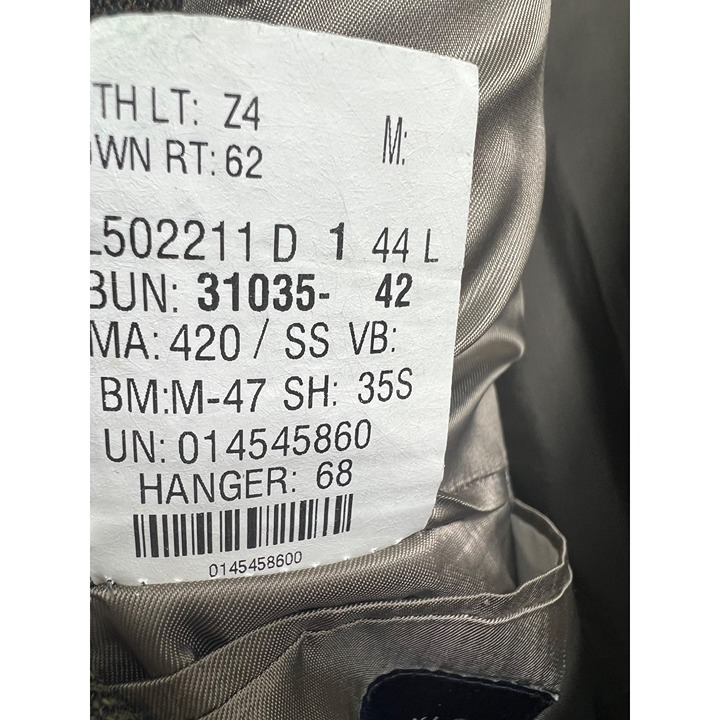 TH LT: Z4
WN RT: 62 M:
L502211 D 1 44 L
BUN: 31035- 42
MA: 420 / SS VB:
BM:M-47 SH: 35S
UN: 014545860
HANGER: 68
0145458600